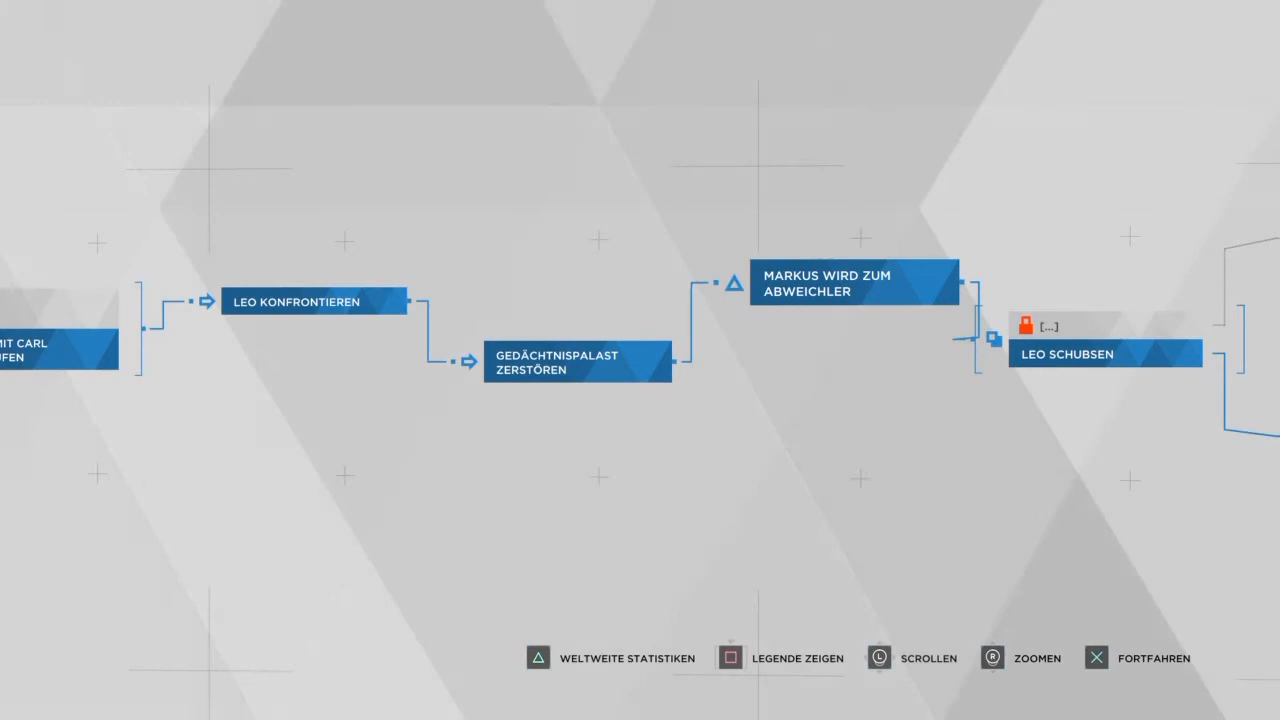 MIT CARL
UFEN
LEO KONFRONTIEREN
GEDÄCHTNISPALAST
ZERSTÖREN
MARKUS WIRD ZUM
ABWEICHLER
[...]
LEO SCHUBSEN
WELTWEITE STATISTIKEN
LEGENDE ZEIGEN
L
SCROLLEN
R
ZOOMEN
FORTFAHREN